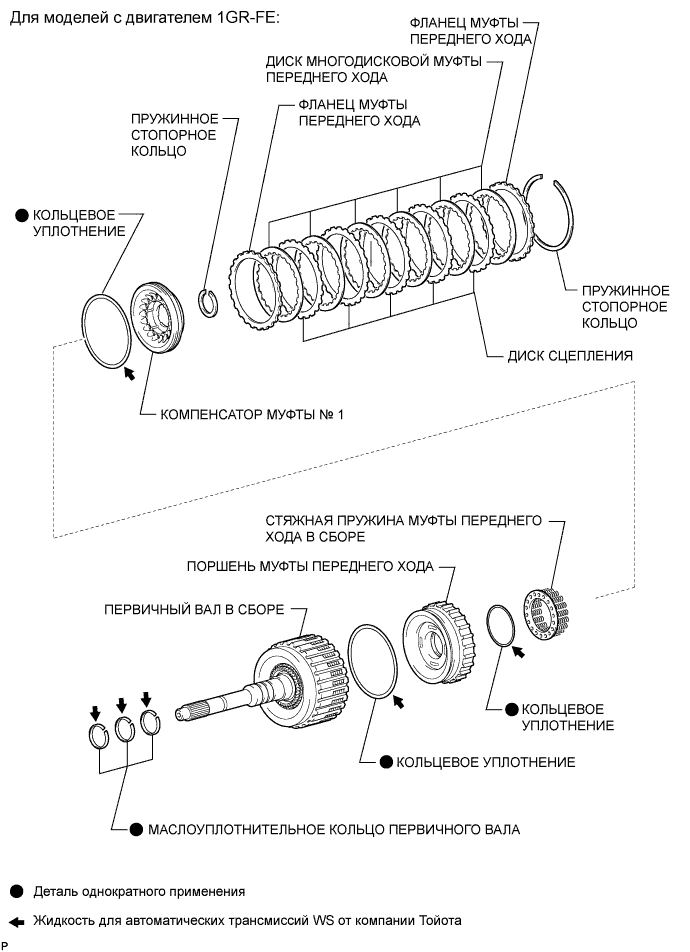 Для моделей с двигателем 1GR-FE:
ФЛАНЕЦ МУФТЫ
ПЕРЕДНЕГО ХОДА
ДИСК МНОГОДИСКОВОЙ МУФТЫ
ПЕРЕДНЕГО ХОДА
ФЛАНЕЦ МУФТЫ
ПЕРЕДНЕГО ХОДА
ПРУЖИННОЕ
СТОПОРНОЕ
КОЛЬЦО
КОЛЬЦЕВОЕ
УПЛОТНЕНИЕ
ПРУЖИННОЕ
СТОПОРНОЕ
КОЛЬЦО
ДИСК СЦЕПЛЕНИЯ
КОМПЕНСАТОР МУФТЫ № 1
СТЯЖНАЯ ПРУЖИНА МУФТЫ ПЕРЕДНЕГО
ХОДА В СБОРЕ
ПОРШЕНЬ МУФТЫ ПЕРЕДНЕГО ХОДА
ПЕРВИЧНЫЙ ВАЛ В СБОРЕ
КОЛЬЦЕВОЕ
УПЛОТНЕНИЕ
КОЛЬЦЕВОЕ УПЛОТНЕНИЕ
МАСЛОУПЛОТНИТЕЛЬНОЕ КОЛЬЦО ПЕРВИЧНОГО ВАЛА
Деталь однократного применения
Жидкость для автоматических трансмиссий WS от компании Тойота
P